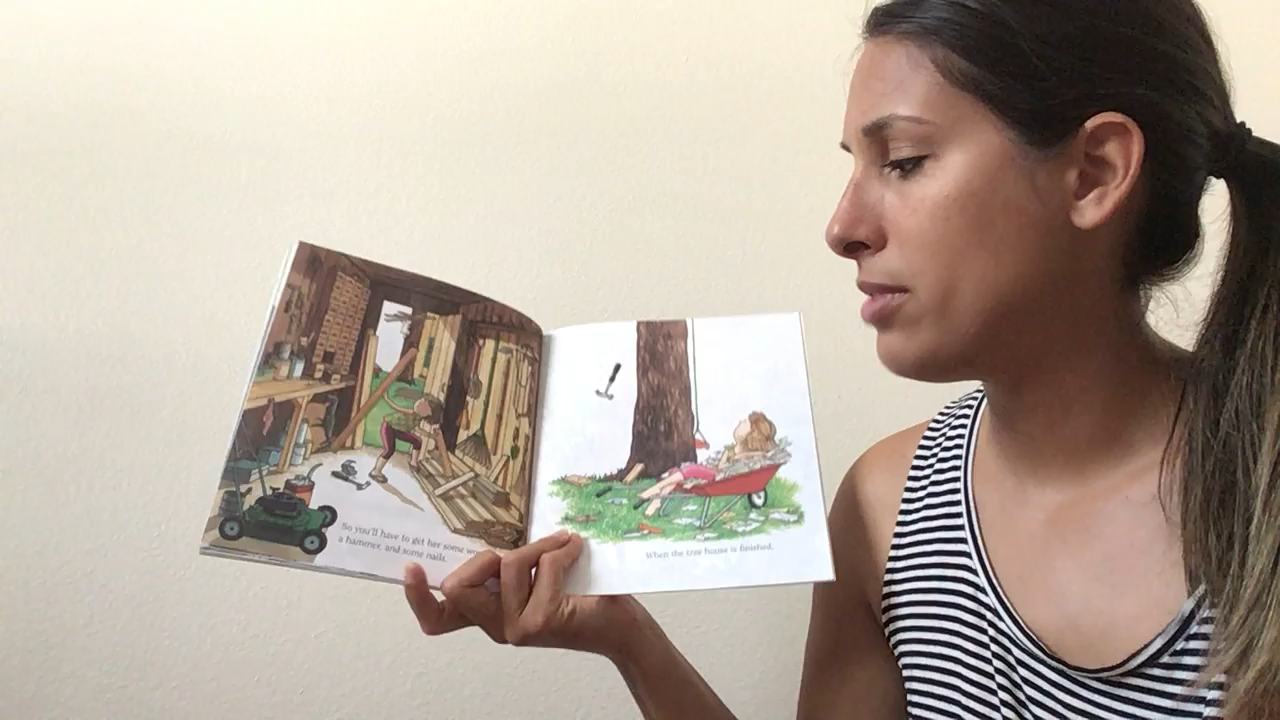 So you'll have to get her some
a hammer, and some nails.
When the tree house is finished,